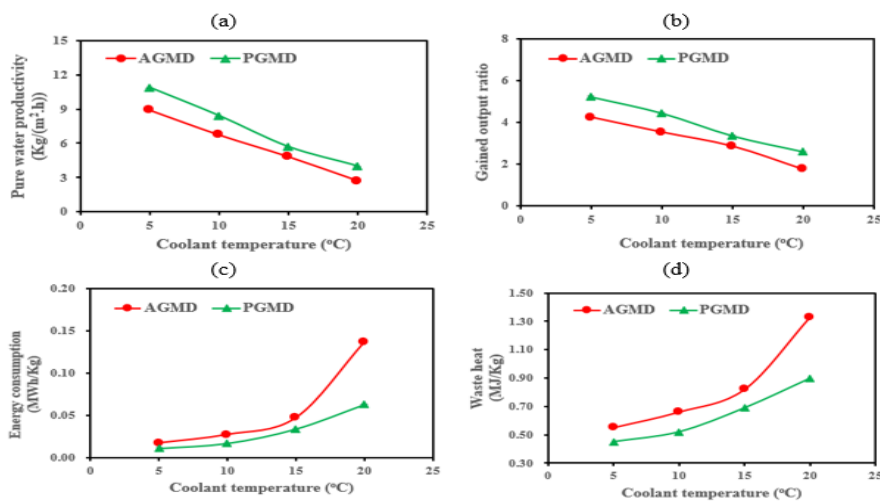 (a)
Pure water productivity
(Kg/(m².h))
15
12
9
6
3
0
AGMD PGMD
0 5 10 15 20 25
Coolant temperature (°C)
(b)
Gained output ratio
8
6
4
2
0
AGMD PGMD
0 5 10 15 20 25
Coolant temperature (°C)
(c)
Energy consumption
(MWh/Kg)
0.20
0.15
0.10
0.05
0.00
AGMD PGMD
0 5 10 15 20 25
Coolant temperature (°C)
(d)
Waste heat
(MJ/Kg)
1.50
1.30
1.10
0.90
0.70
0.50
0.30
AGMD PGMD
0 5 10 15 20 25
Coolant temperature (°C)